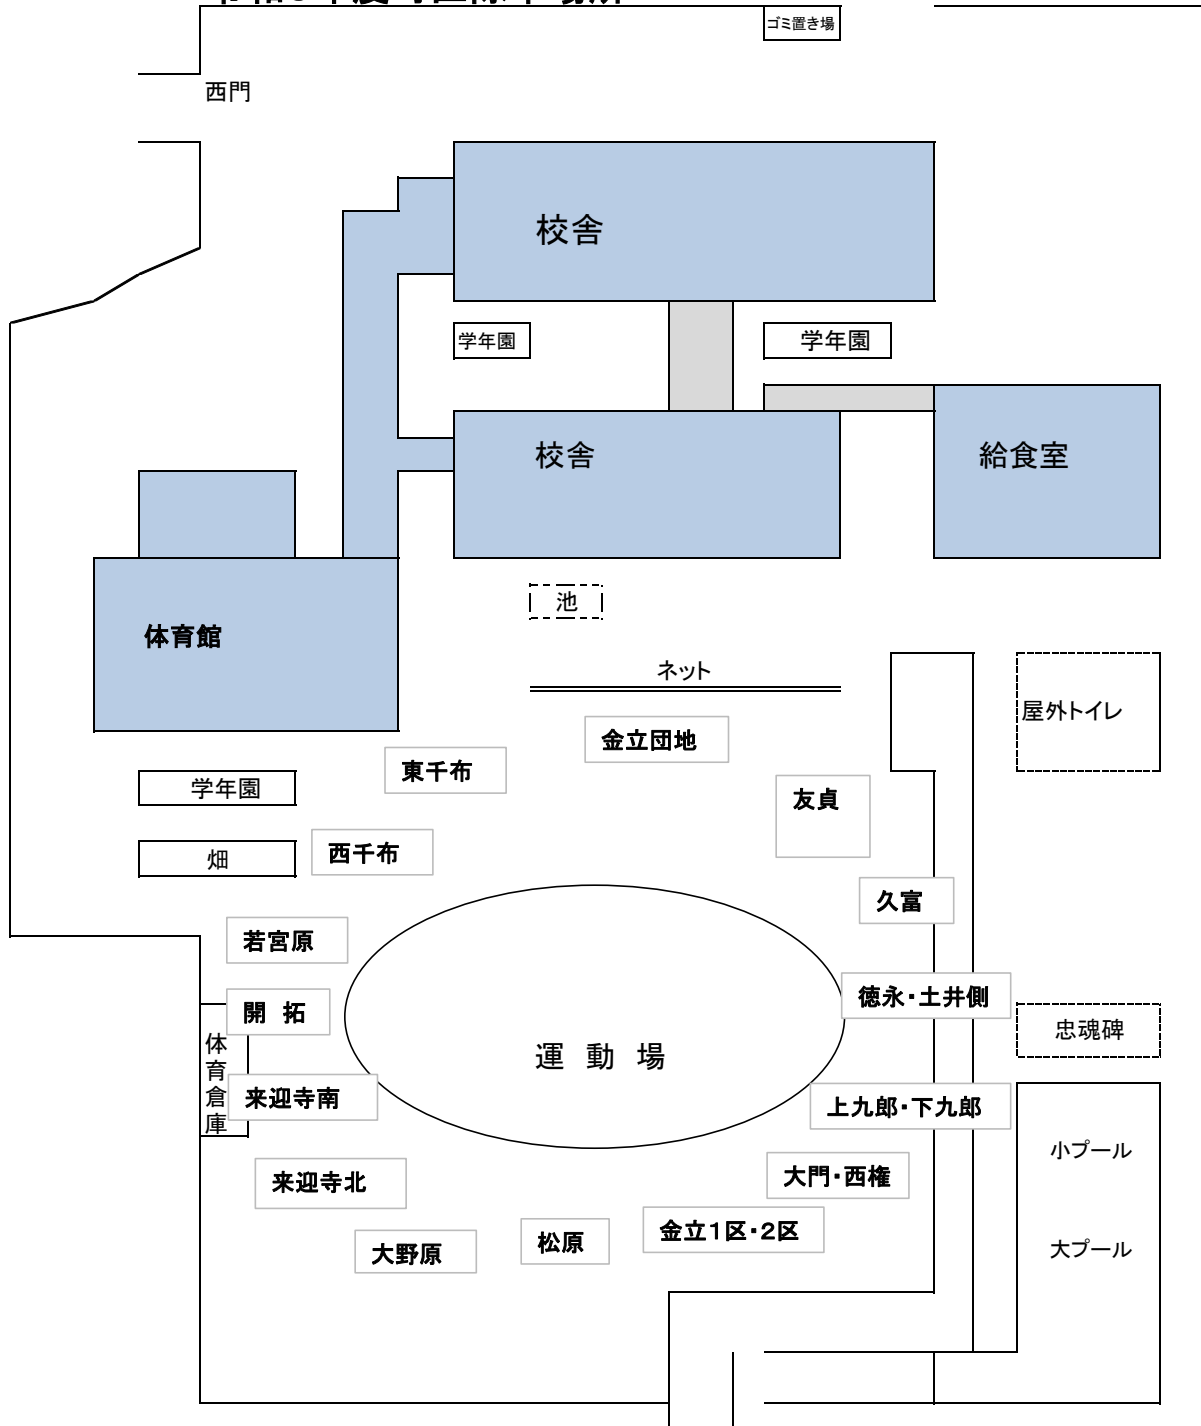 ゴミ置き場
西門
校舎
学年園
学年園
校舎
給食室
池
体育館
ネット
屋外トイレ
金立団地
東千布
学年園
友貞
西千布
畑
久富
若宮原
徳永・土井側
開 拓
忠魂碑
体育倉庫
運 動 場
来迎寺南
上九郎・下九郎
小プール
大門・西権
来迎寺北
金立1区・2区
松原
大野原
大プール